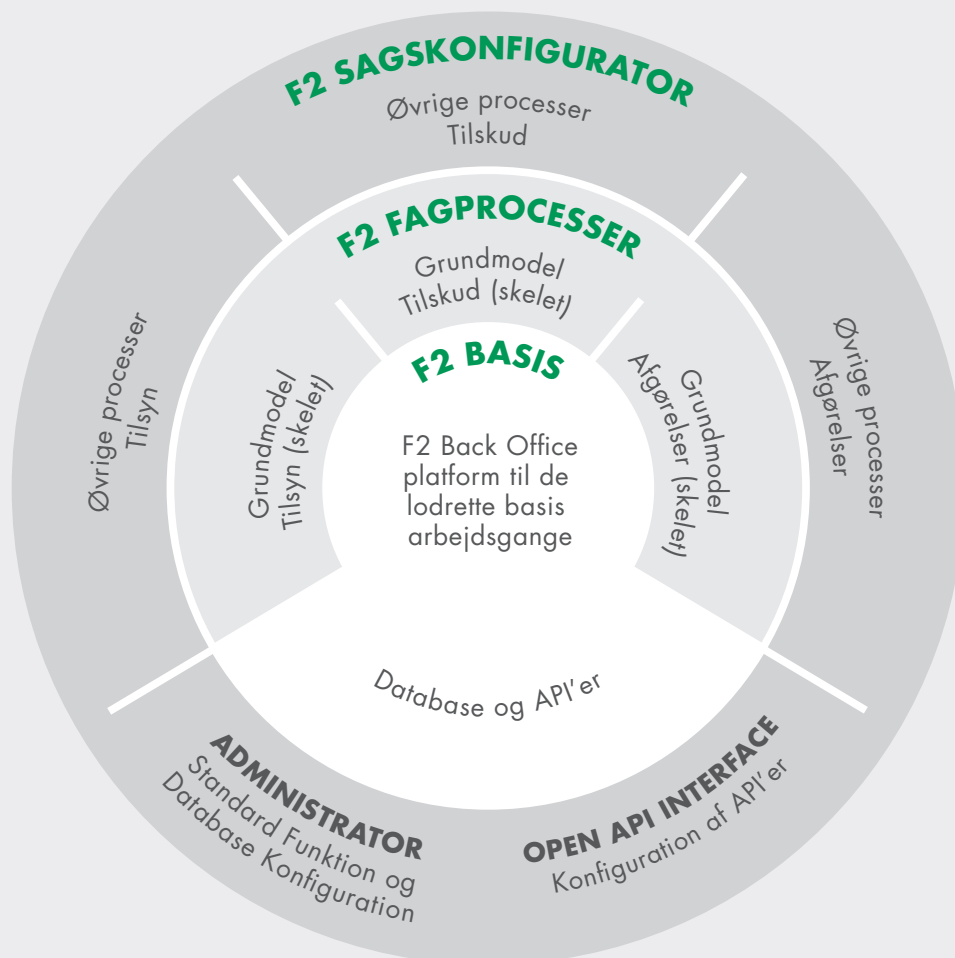 F2 SAGSKONFIGURATOR
Øvrige processer
Tilskud
F2 FAGPROCESSER
Grundmodel
Tilskud (skelet)
F2 BASIS
F2 Back Office
platform til de
lodrette basis
arbejdsgange
Øvrige processer
Tilsyn
Grundmodel
Tilsyn (skelet)
Grundmodel
Afgørelser (skelet)
Øvrige processer
Afgørelser
Database og API'er
ADMINISTRATOR
Standard Funktion og
Database Konfiguration
OPEN API INTERFACE
Konfiguration af API'er